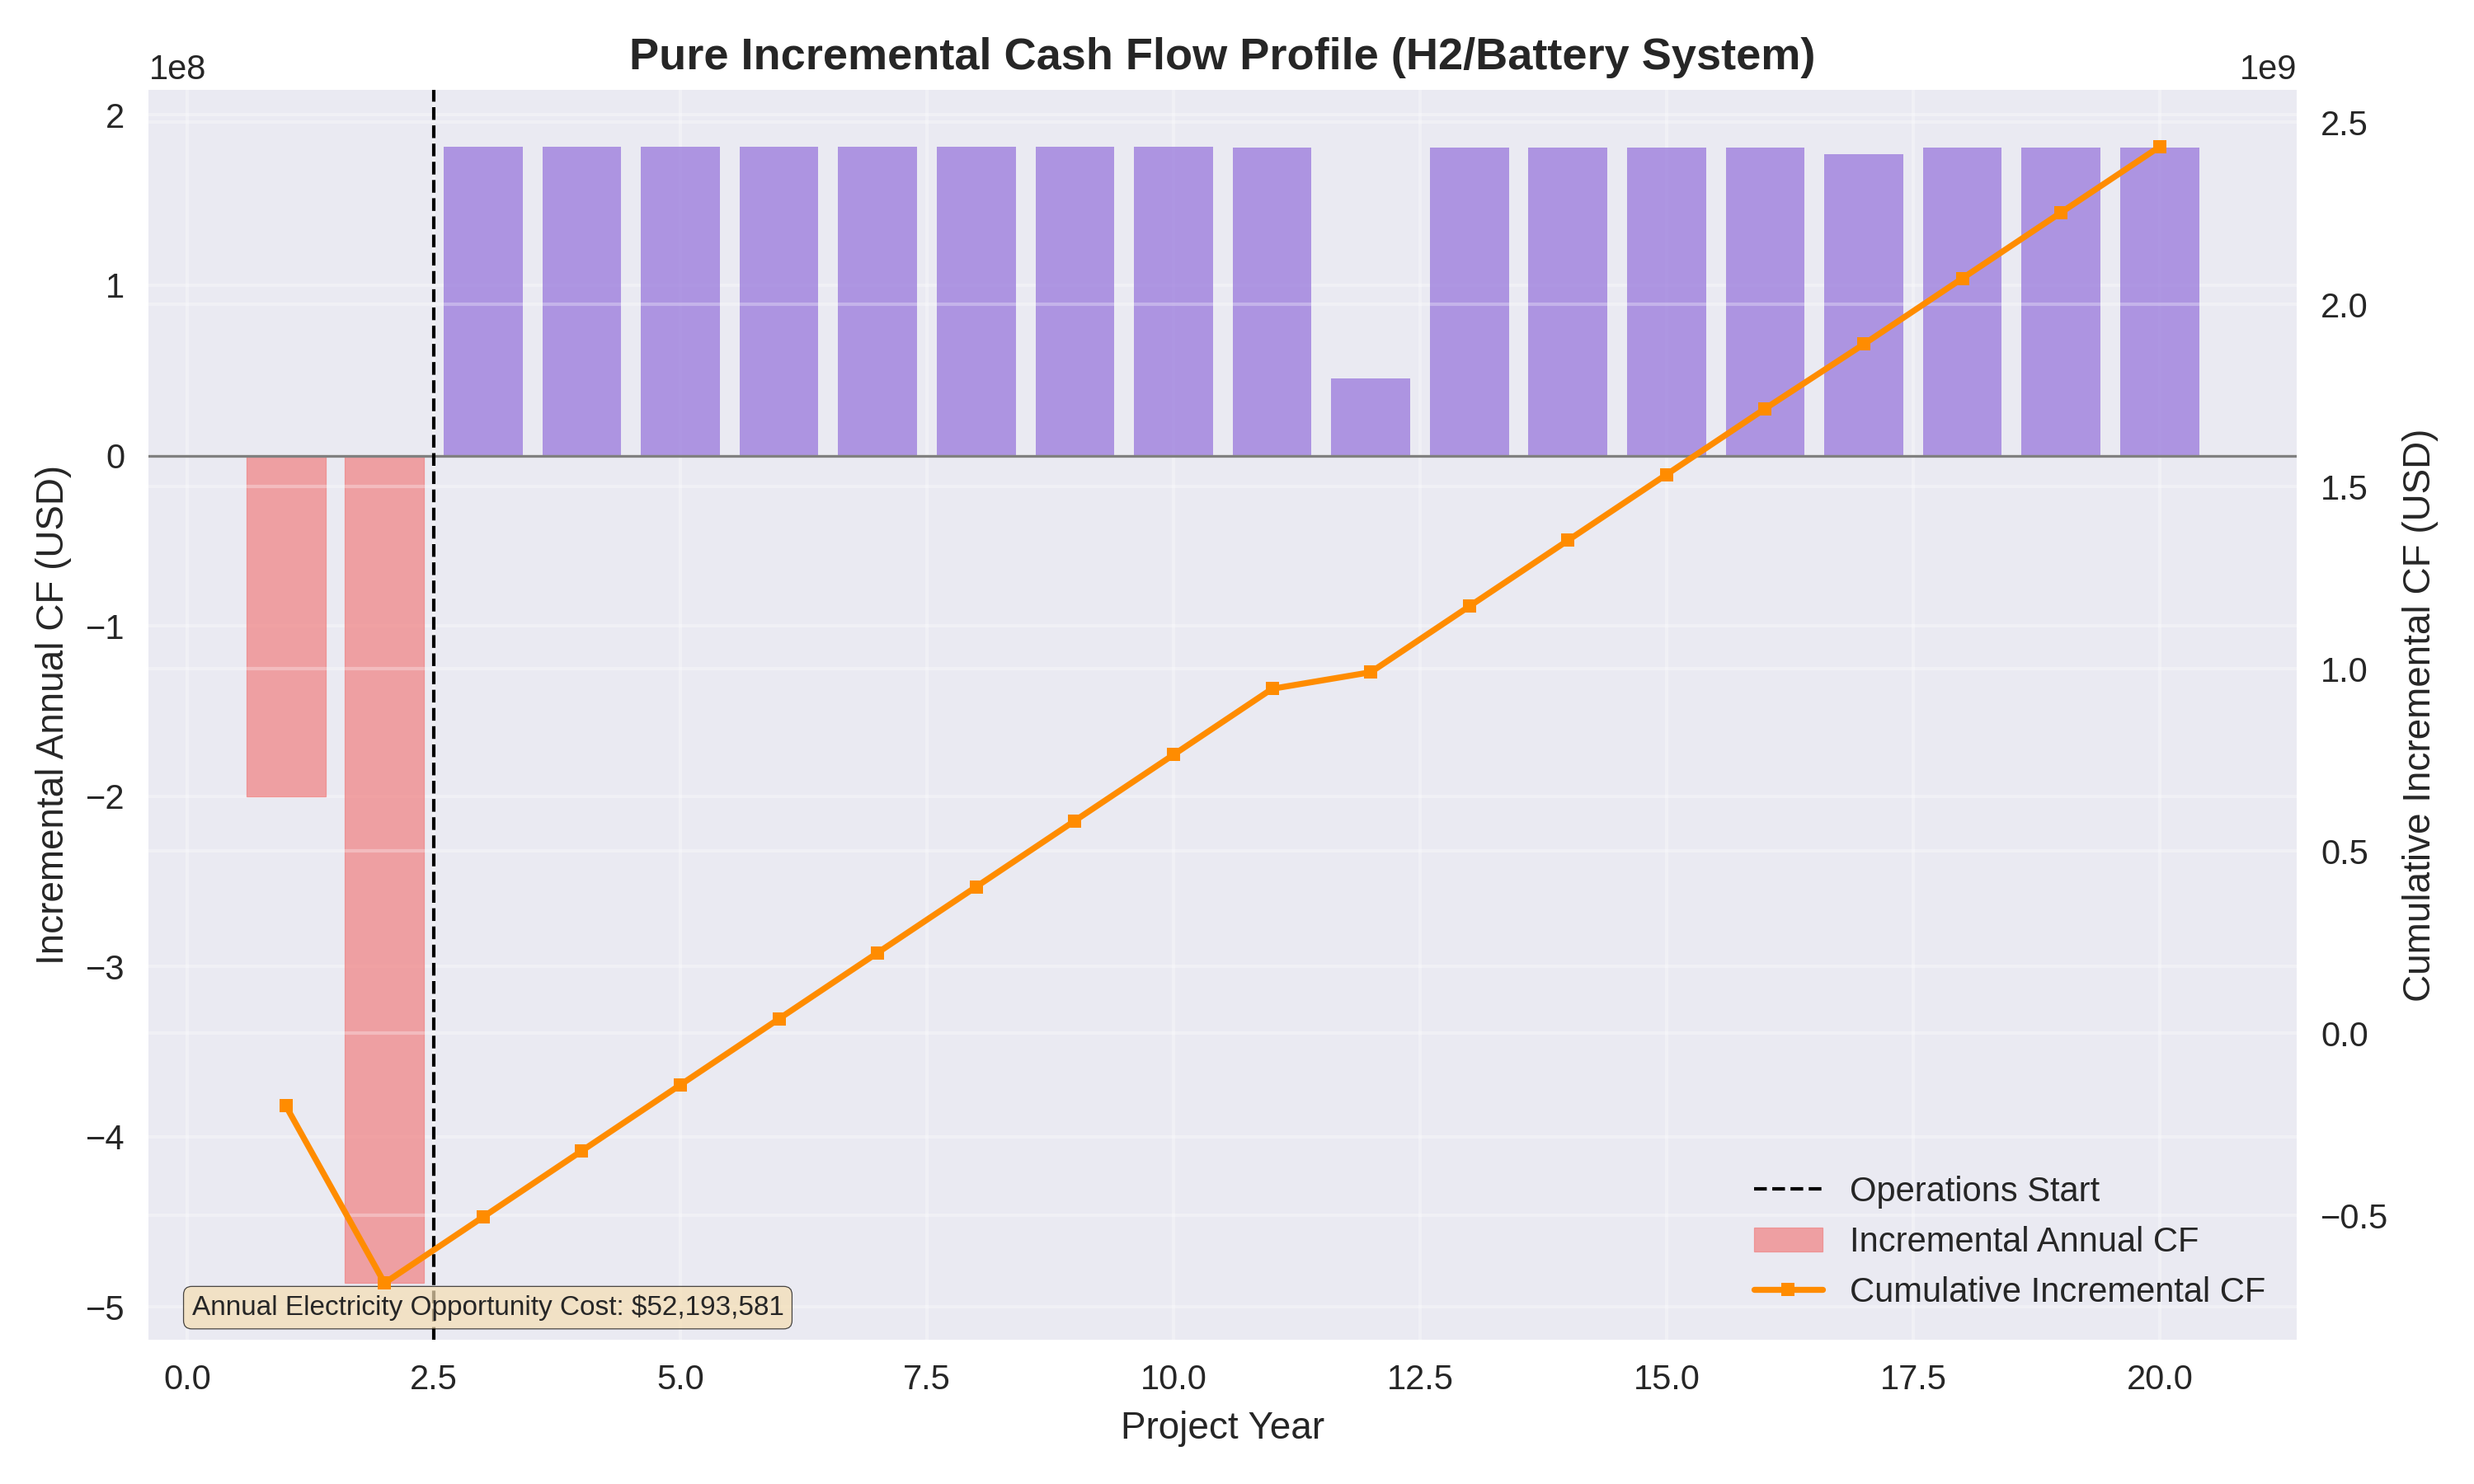 Pure Incremental Cash Flow Profile (H2/Battery System)
1e8
1e9
2
1
0
−1
−2
−3
−4
−5
Incremental Annual CF (USD)
2.5
2.0
1.5
1.0
0.5
0.0
−0.5
Cumulative Incremental CF (USD)
Operations Start
Incremental Annual CF
Cumulative Incremental CF
Annual Electricity Opportunity Cost: $52,193,581
0.0 2.5 5.0 7.5 10.0 12.5 15.0 17.5 20.0
Project Year